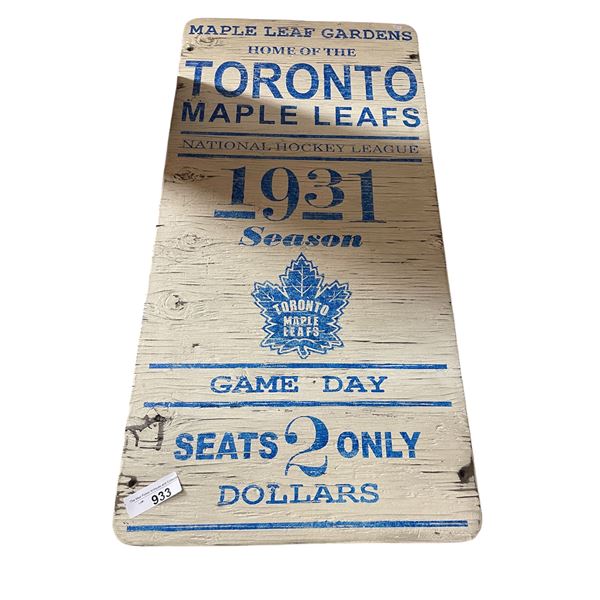 MAPLE LEAF GARDENS
HOME OF THE
TORONTO
MAPLE LEAFS
NATIONAL HOCKEY LEAGUE
1931
Season
TORONTO
MAPLE
LEAFS
GAME DAY
SEATS 2 ONLY
DOLLARS
933